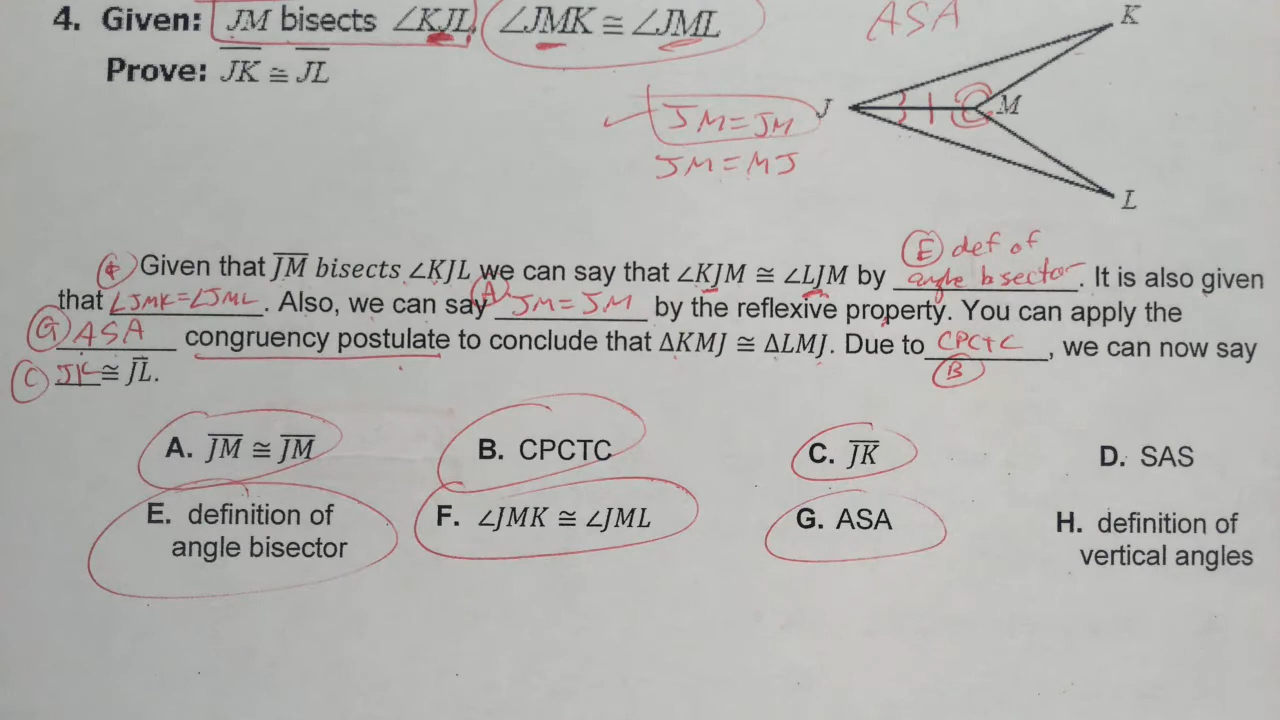 4. Given: JM bisects ∠KJL, ∠JMK ≅ ∠JML ASA
Prove: JK ≅ JL
K
J
M
L
JM=JM
JM=MJ
F Given that JM bisects ∠KJL we can say that ∠KJM ≅ ∠LJM by E def of angle bsector. It is also given
that ∠JMK=∠JML. Also, we can say A JM=JM by the reflexive property. You can apply the
G ASA congruency postulate to conclude that ΔKMJ ≅ ΔLMJ. Due to CPCTC, we can now say
B
C JK ≅ JL.
A. JM ≅ JM B. CPCTC C. JK D. SAS
E. definition of angle bisector F. ∠JMK ≅ ∠JML G. ASA H. definition of vertical angles